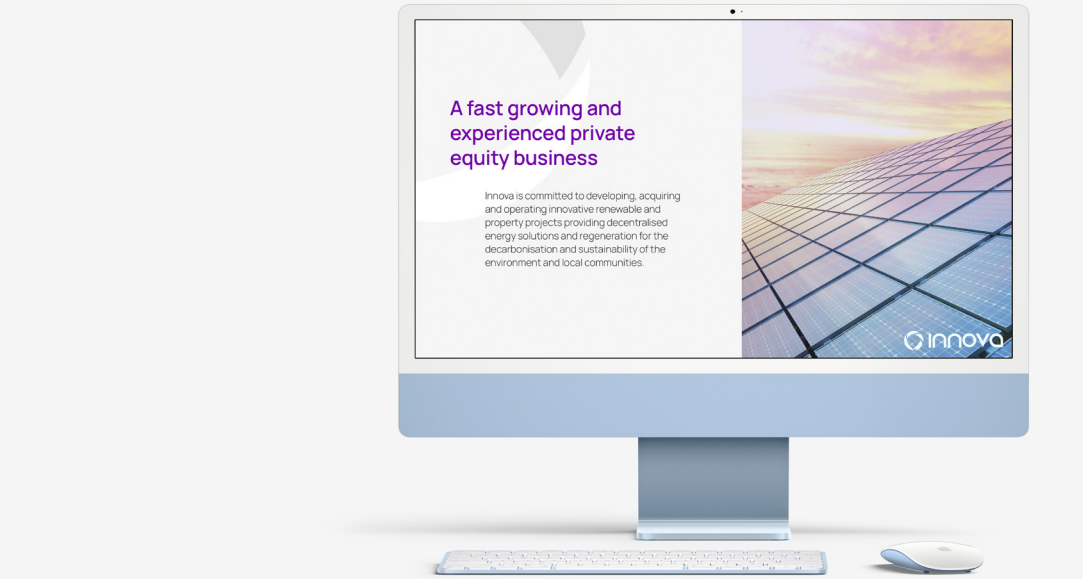 A fast growing and
experienced private
equity business
Innova is committed to developing, acquiring
and operating innovative renewable and
property projects providing decentralised
energy solutions and regeneration for the
decarbonisation and sustainability of the
environment and local communities.
innova